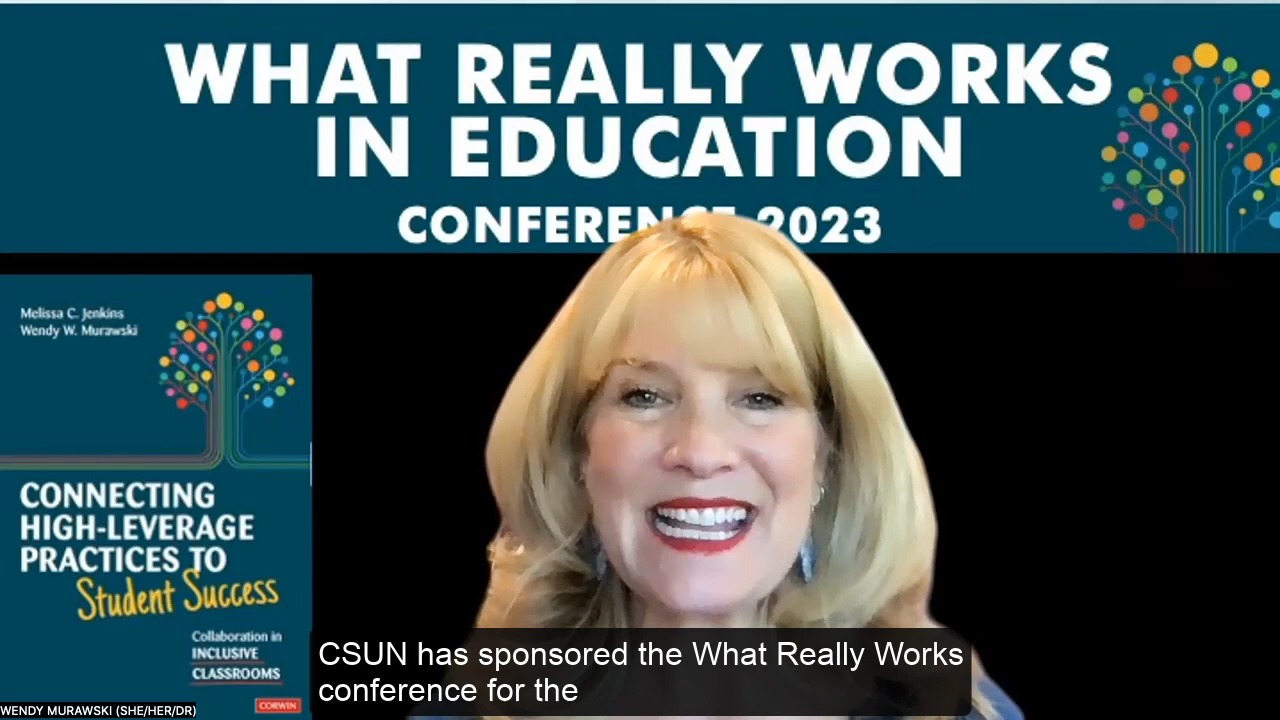 WHAT REALLY WORKS
IN EDUCATION
CONFERENCE 2023
Melissa C. Jenkins
Wendy W. Murawski
CONNECTING
HIGH-LEVERAGE
PRACTICES TO
Student Success
Collaboration in
INCLUSIVE
CLASSROOMS
CORWIN
WENDY MURAWSKI (SHE/HER/DR)
CSUN has sponsored the What Really Works
conference for the